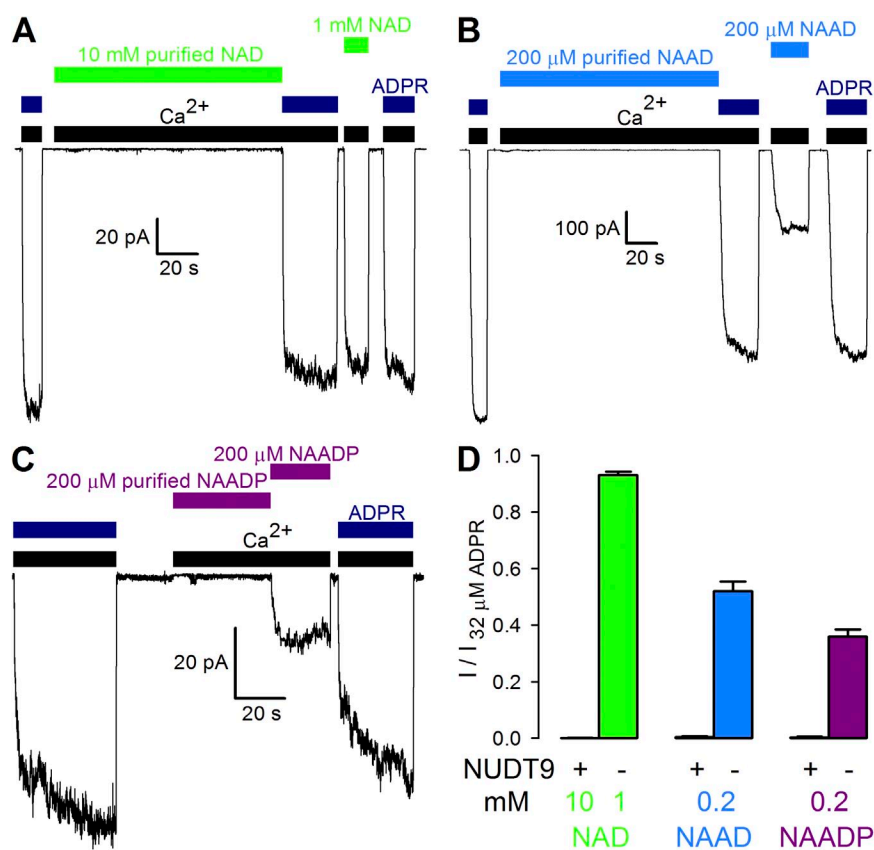 A
1 mM NAD
10 mM purified NAD
ADPR
Ca2+
20 pA
20 s
B
200 μM NAAD
200 μM purified NAAD
ADPR
Ca2+
100 pA
20 s
C
200 μM NAADP
200 μM purified NAADP
ADPR
Ca2+
20 pA
20 s
D
I / I 32 μM ADPR
1.0
0.8
0.6
0.4
0.2
0.0
NUDT9 + - + - + -
mM 10 1 0.2 0.2
NAD NAAD NAADP